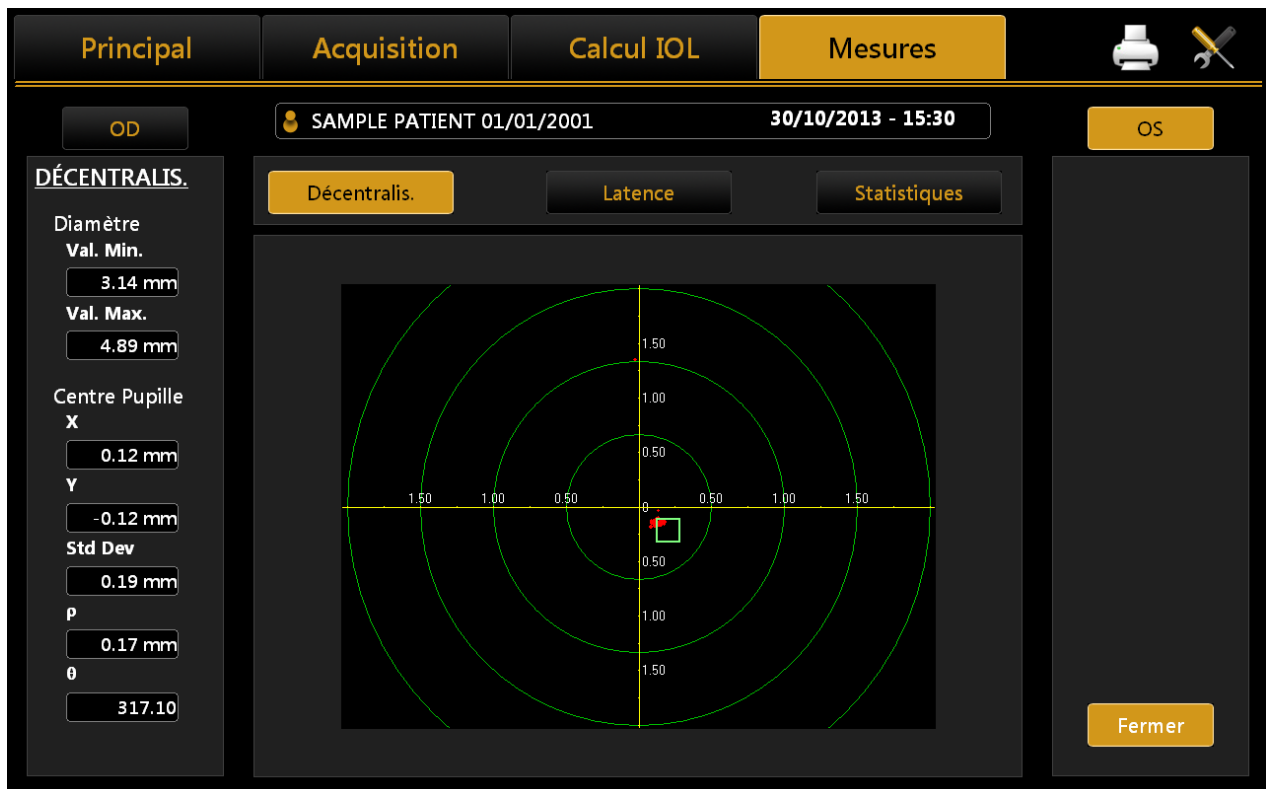 Principal
Acquisition
Calcul IOL
Mesures
OD
SAMPLE PATIENT 01/01/2001
30/10/2013 - 15:30
OS
DÉCENTRALIS.
Diamètre
Val. Min.
3.14 mm
Val. Max.
4.89 mm
Centre Pupille
X
0.12 mm
Y
-0.12 mm
Std Dev
0.19 mm
ρ
0.17 mm
θ
317.10
Décentralis.
Latence
Statistiques
1.50
1.00
0.50
1.50 1.00 0.50 0.50 1.00 1.50
0
0.50
1.00
1.50
Fermer